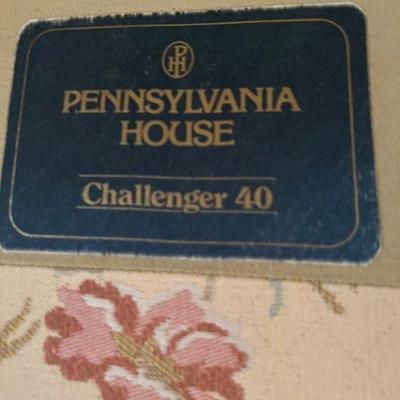 PH
PENNSYLVANIA
HOUSE
Challenger 40